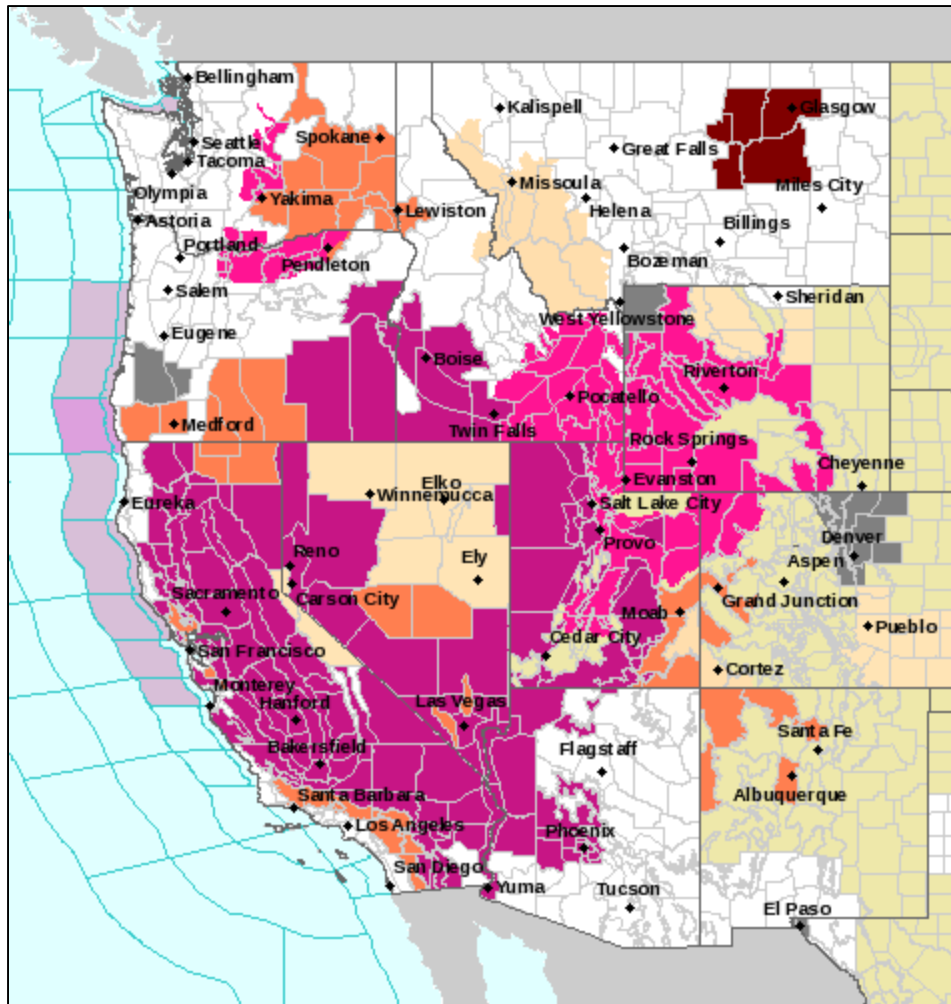 Bellingham
Kalispell
Glasgow
Seattle
Spokane
Great Falls
Tacoma
Missoula
Miles City
Olympia
Yakima
Lewiston
Helena
Astoria
Billings
Portland
Pendleton
Bozeman
Salem
Sheridan
West Yellowstone
Eugene
Boise
Riverton
Pocatello
Medford
Twin Falls
Rock Springs
Cheyenne
Elko
Evanston
Eureka
Winnemucca
Salt Lake City
Provo
Denver
Reno
Ely
Aspen
Sacramento
Carson City
Moab
Grand Junction
Pueblo
Cedar City
San Francisco
Cortez
Monterey
Las Vegas
Hanford
Santa Fe
Bakersfield
Flagstaff
Albuquerque
Santa Barbara
Los Angeles
Phoenix
San Diego
Yuma
Tucson
El Paso